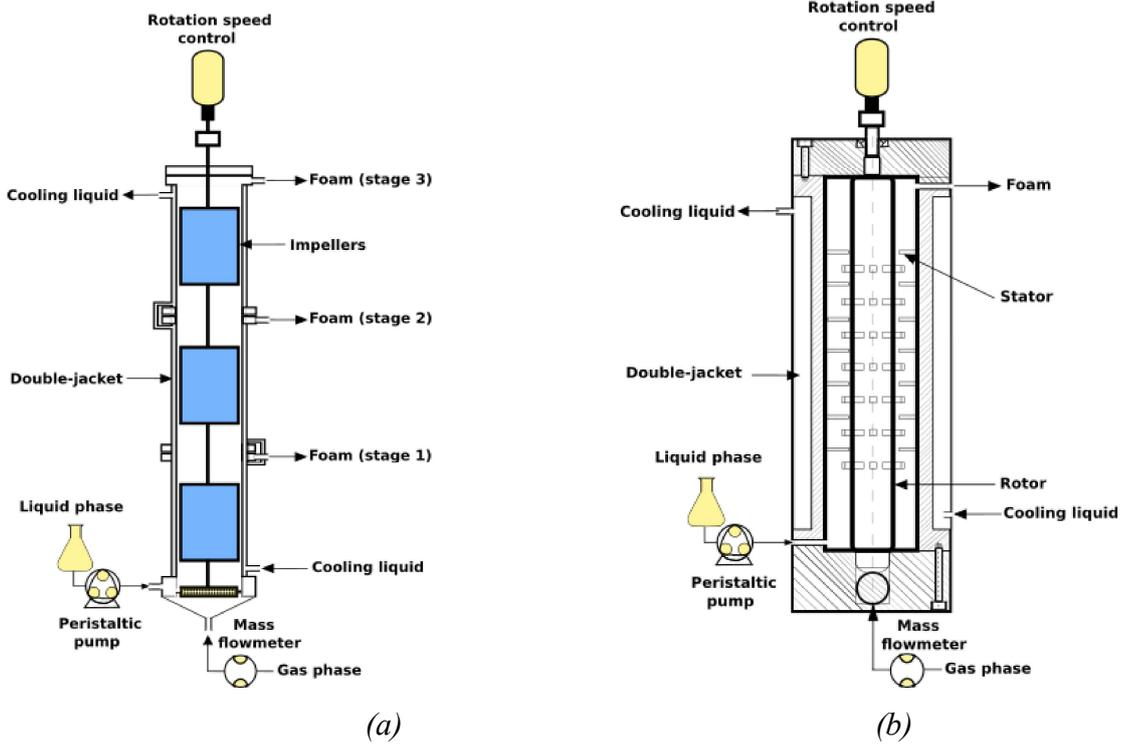 Rotation speed
control
Cooling liquid
Foam (stage 3)
Impellers
Foam (stage 2)
Double-jacket
Foam (stage 1)
Liquid phase
Cooling liquid
Peristaltic
pump
Mass
flowmeter
Gas phase
(a)
Rotation speed
control
Foam
Cooling liquid
Stator
Double-jacket
Liquid phase
Rotor
Cooling liquid
Peristaltic
pump
Mass
flowmeter
Gas phase
(b)